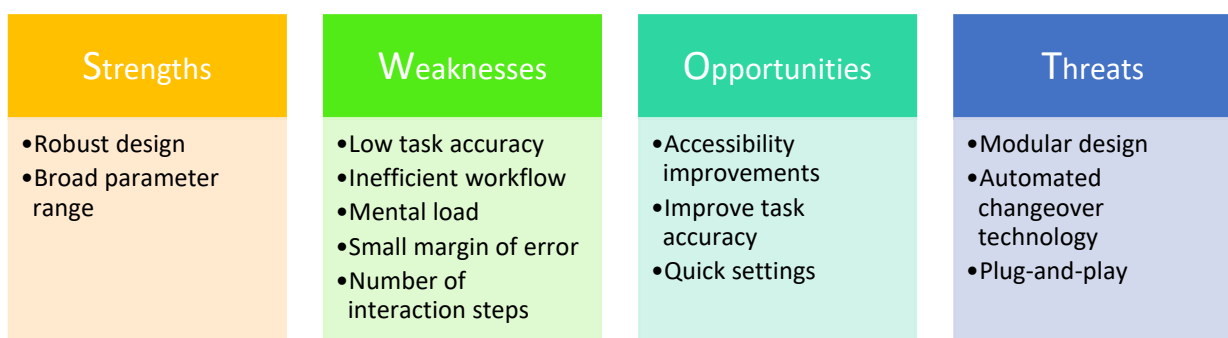 Strengths
•Robust design
•Broad parameter
range
Weaknesses
•Low task accuracy
•Inefficient workflow
•Mental load
•Small margin of error
•Number of
interaction steps
Opportunities
•Accessibility
improvements
•Improve task
accuracy
•Quick settings
Threats
•Modular design
•Automated
changeover
technology
•Plug-and-play